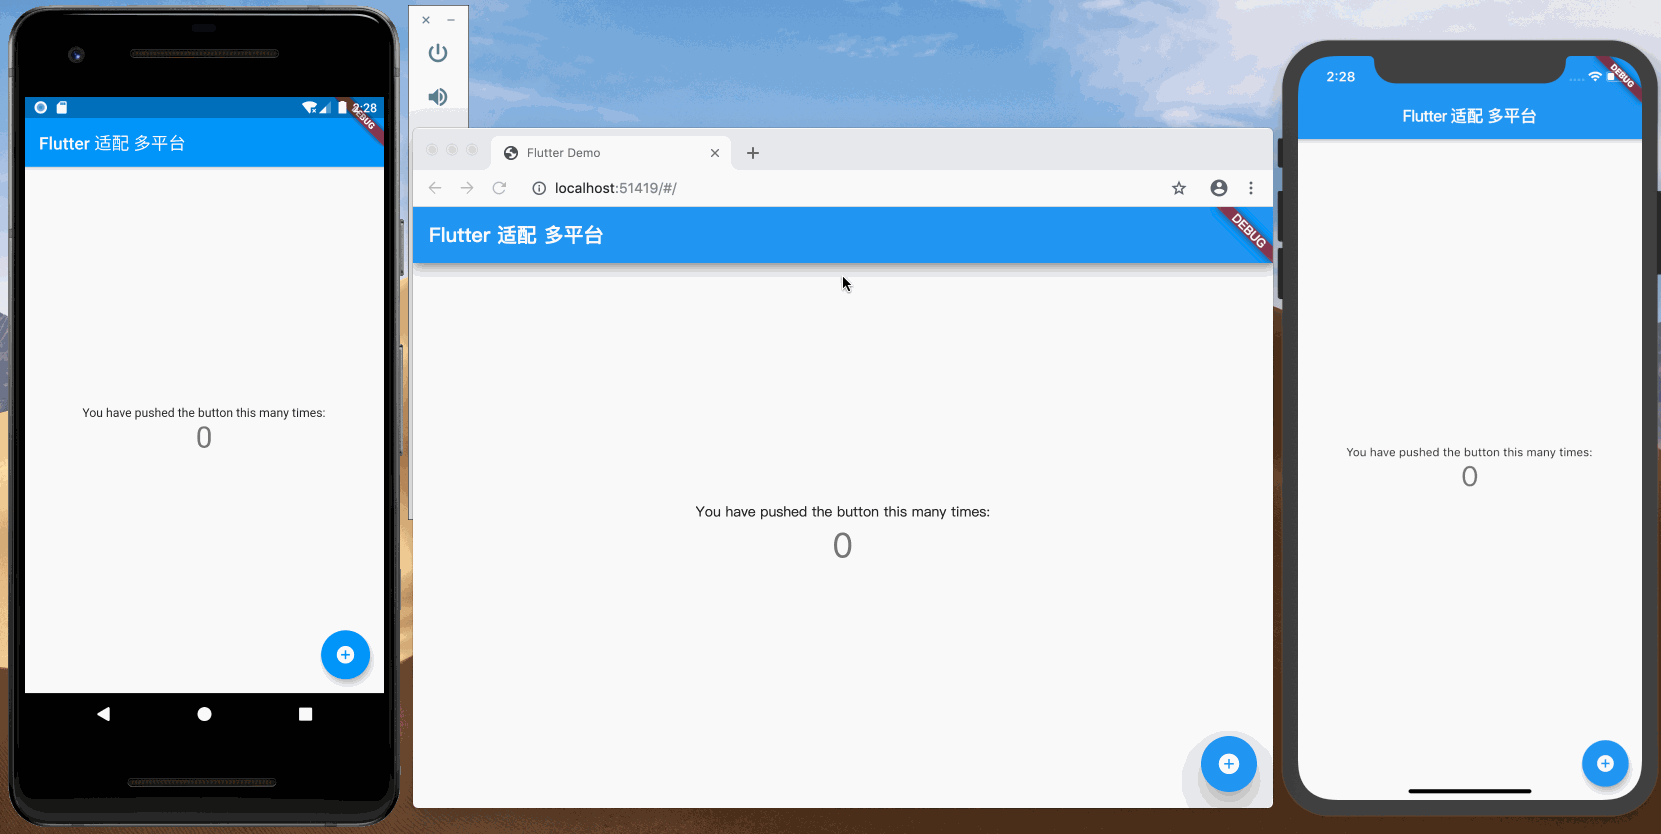 2:28
DEBUG
Flutter 适配 多平台
You have pushed the button this many times:
0
Flutter Demo
localhost:51419/#/
Flutter 适配 多平台
DEBUG
You have pushed the button this many times:
0
2:28
DEBUG
Flutter 适配 多平台
You have pushed the button this many times:
0